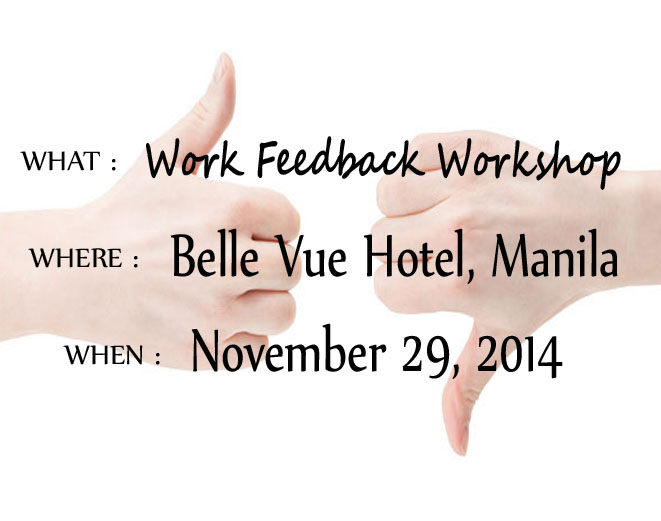 WHAT : Work Feedback Workshop
WHERE : Belle Vue Hotel, Manila
WHEN : November 29, 2014